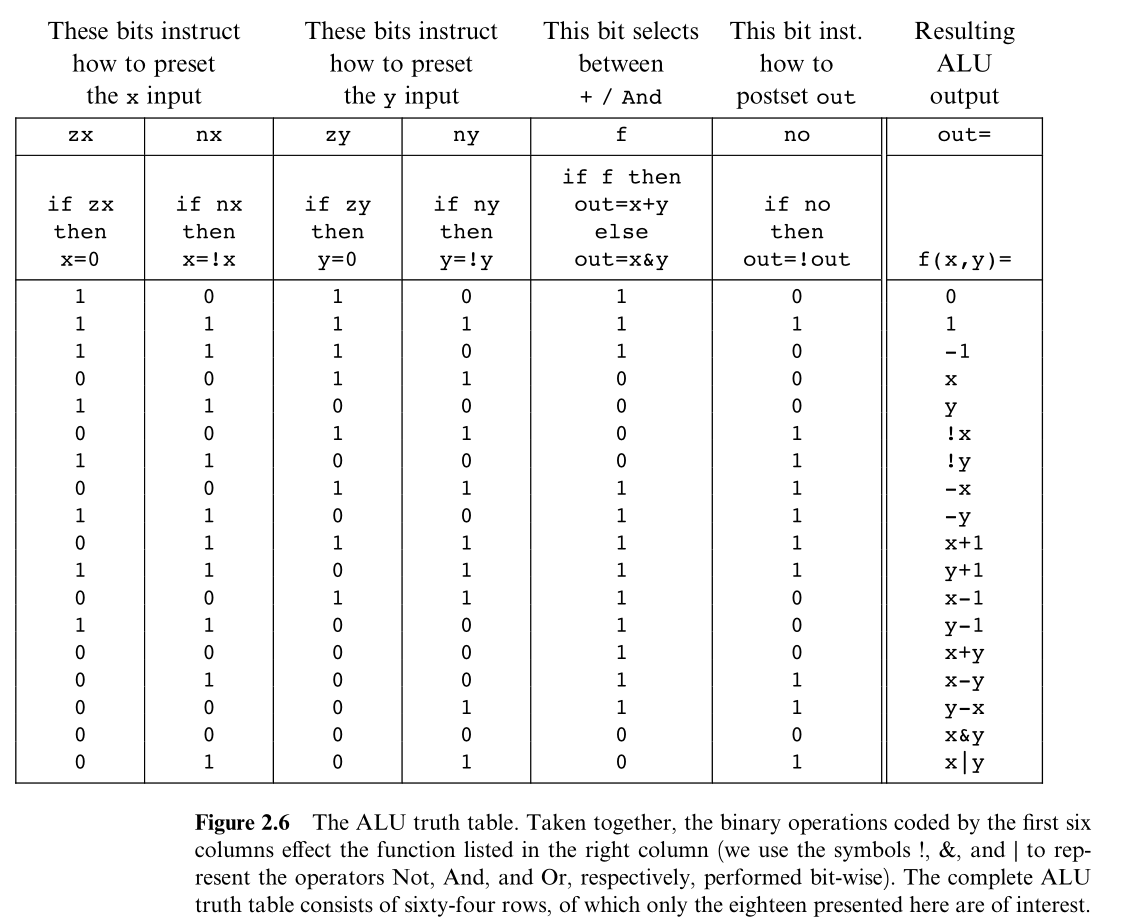 These bits instruct These bits instruct This bit selects This bit inst. Resulting
how to preset how to preset between how to ALU
the x input the y input + / And postset out output
zx nx zy ny f no out=
if f then
if zx if nx if zy if ny out=x+y if no
then then then then else then
x=0 x=!x y=0 y=!y out=x&y out=!out f(x,y)=
1 0 1 0 1 0 0
1 1 1 1 1 1 1
1 1 1 0 1 0 -1
0 0 1 1 0 0 x
1 1 0 0 0 0 y
0 0 1 1 0 1 !x
1 1 0 0 0 1 !y
0 0 1 1 1 1 -x
1 1 0 0 1 1 -y
0 1 1 1 1 1 x+1
1 1 0 1 1 1 y+1
0 0 1 1 1 0 x-1
1 1 0 0 1 0 y-1
0 0 0 0 1 0 x+y
0 1 0 0 1 1 x-y
0 0 0 1 1 1 y-x
0 0 0 0 0 0 x&y
0 1 0 1 0 1 x|y
Figure 2.6 The ALU truth table. Taken together, the binary operations coded by the first six
columns effect the function listed in the right column (we use the symbols !, &, and | to rep-
resent the operators Not, And, and Or, respectively, performed bit-wise). The complete ALU
truth table consists of sixty-four rows, of which only the eighteen presented here are of interest.